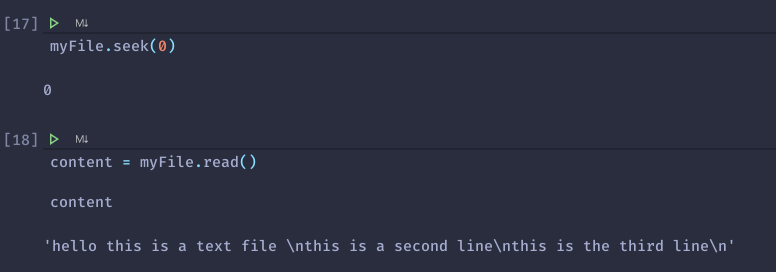 [17] M↓
myFile.seek(0)
0
[18] M↓
content = myFile.read()
content
'hello this is a text file \nthis is a second line\nthis is the third line\n'